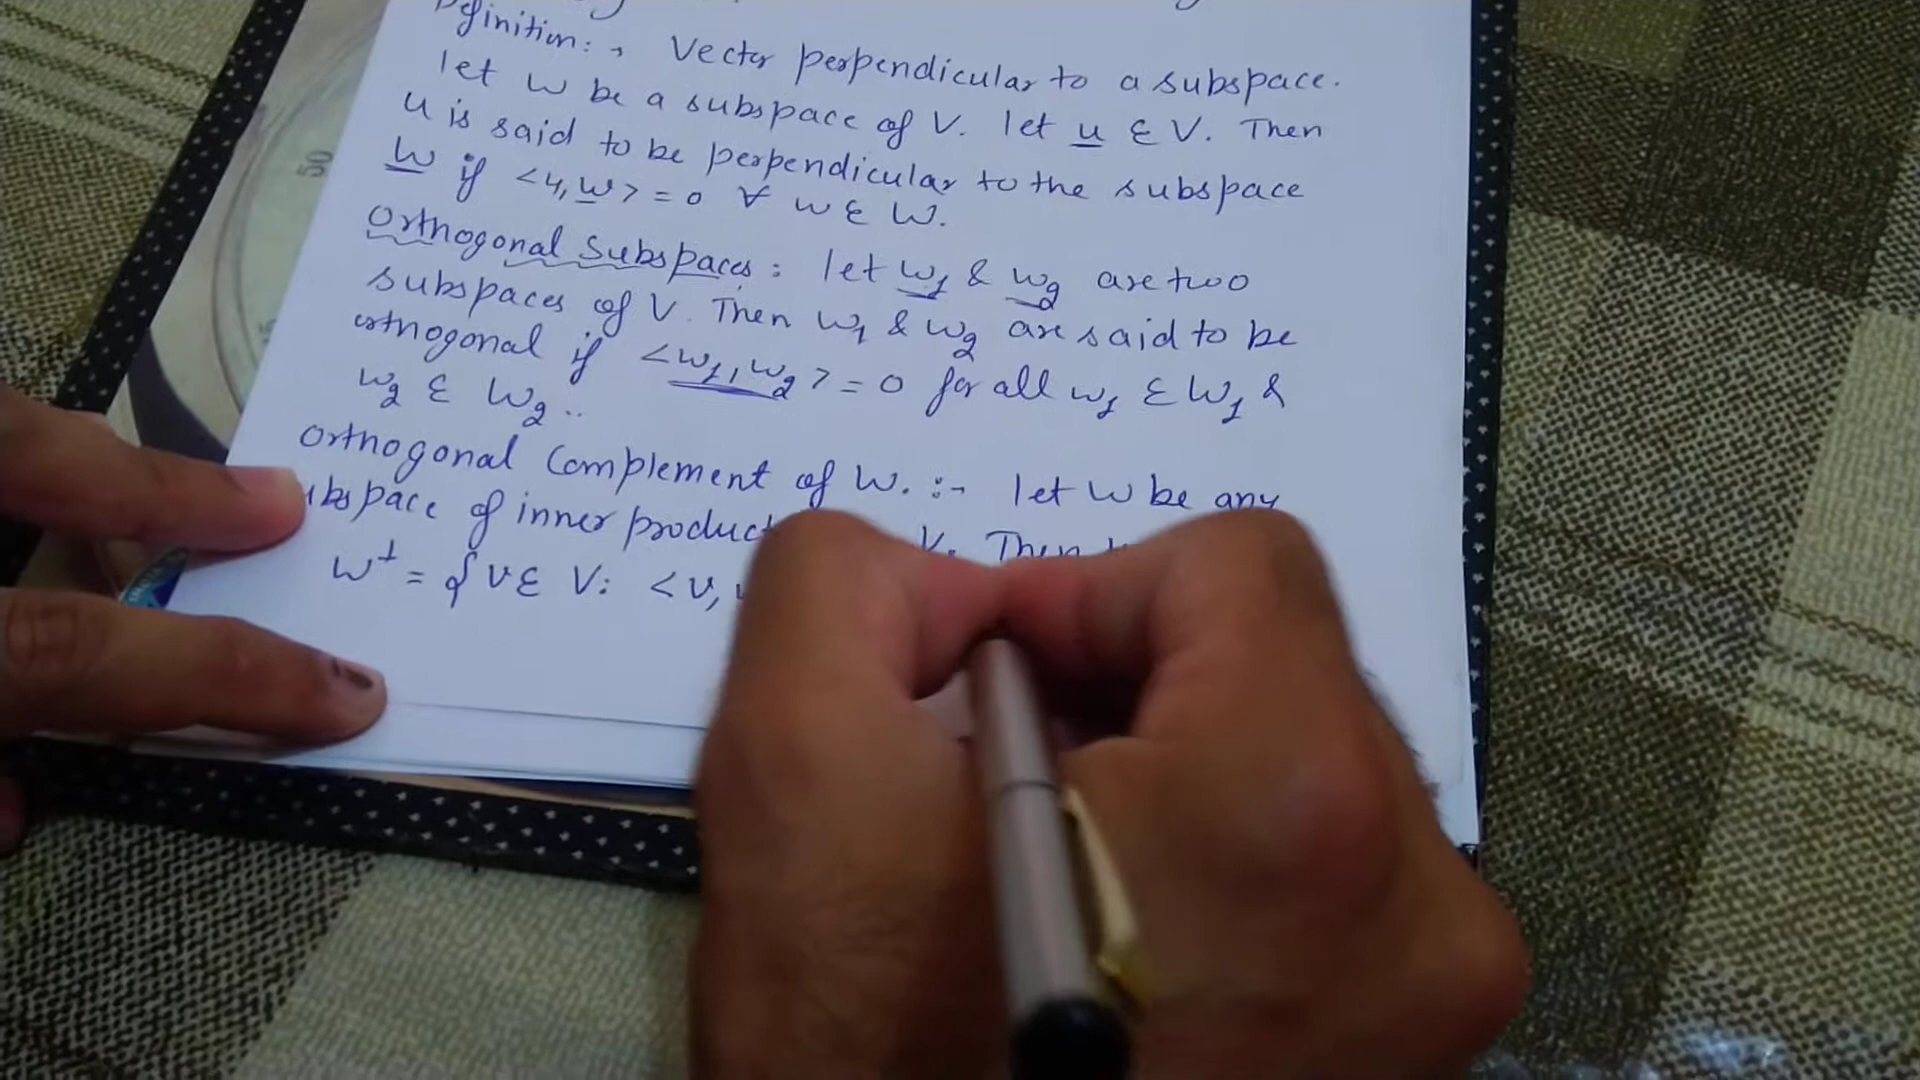 Definition: → Vector perpendicular to a subspace.
let W be a subspace of V. let u ε V. Then
u is said to be perpendicular to the subspace
W if <u, w> = 0 ∀ w ε W.
Orthogonal Subspaces: let W1 & W2 are two
subspaces of V. Then W1 & W2 are said to be
orthogonal if <w1, w2> = 0 for all w1 ε W1 &
w2 ε W2..
Orthogonal Complement of W. :- let W be any
subspace of inner product V. Then
W⊥ = { v ε V: <v,
50